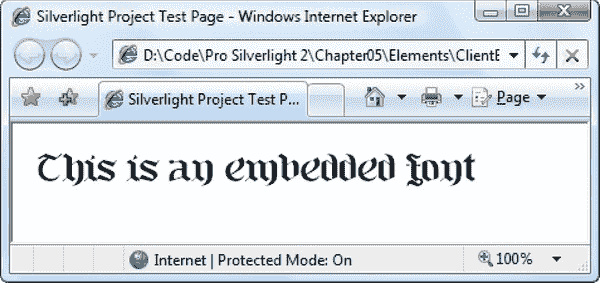 Silverlight Project Test Page - Windows Internet Explorer
D:\Code\Pro Silverlight 2\Chapter05\Elements\ClientE
Silverlight Project Test P...
Page
This is an embedded font
Internet | Protected Mode: On
100%